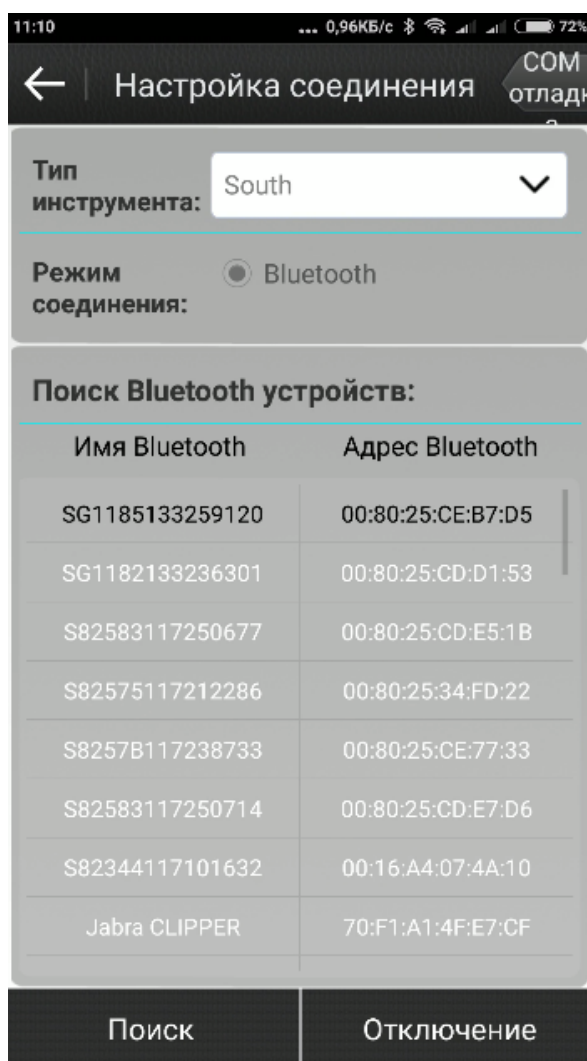 11:10 ... 0,96КБ/с 72%
Настройка соединения
COM
отладк
Тип
инструмента:
South
Режим
соединения:
Bluetooth
Поиск Bluetooth устройств:
Имя Bluetooth Адрес Bluetooth
SG1185133259120 00:80:25:CE:B7:D5
SG1182133236301 00:80:25:CD:D1:53
S82583117250677 00:80:25:CD:E5:1B
S82575117212286 00:80:25:34:FD:22
S8257B117238733 00:80:25:CE:77:33
S82583117250714 00:80:25:CD:E7:D6
S82344117101632 00:16:A4:07:4A:10
Jabra CLIPPER 70:F1:A1:4F:E7:CF
Поиск Отключение